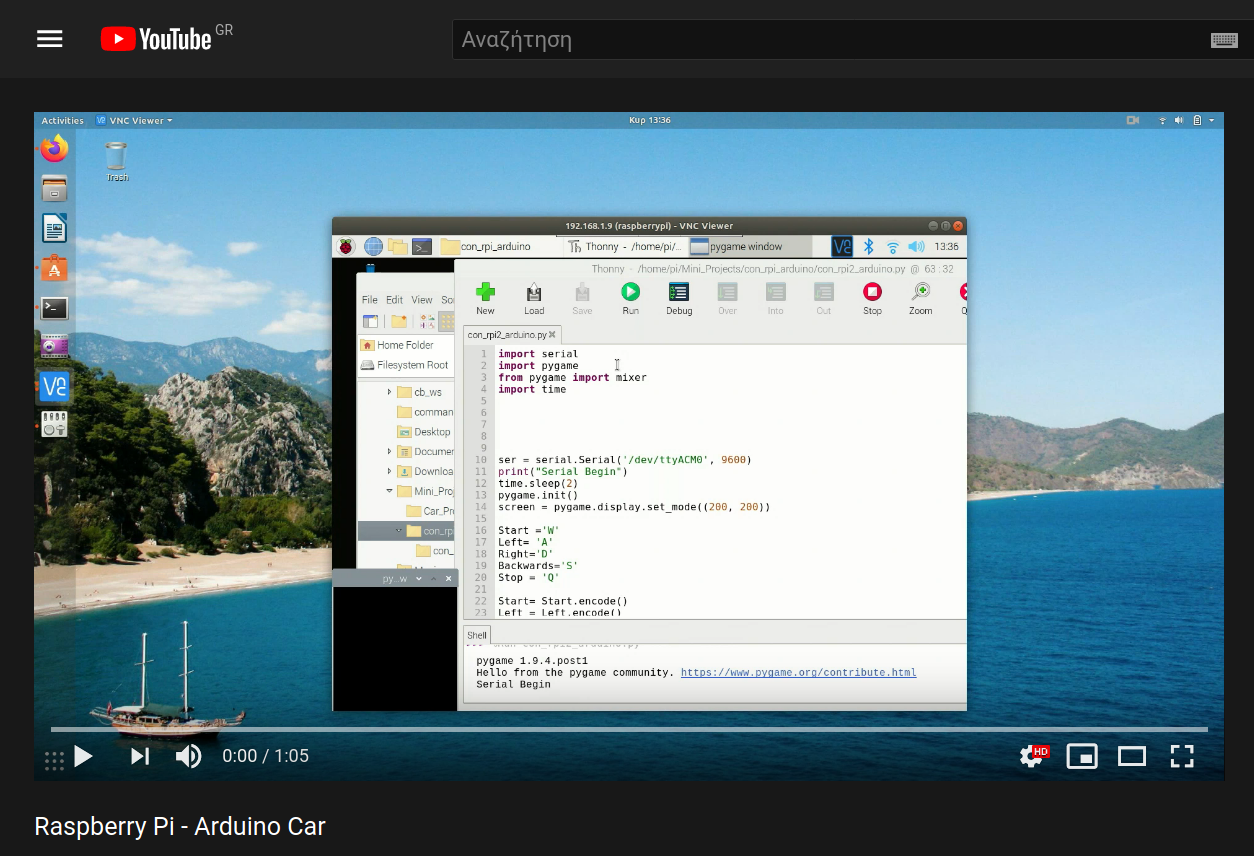 YouTube GR
Αναζήτηση
Activities VNC Viewer Κυρ 13:36
Trash
192.168.1.9 (raspberrypi) - VNC Viewer
con_rpi_arduino Thonny - /home/pi/... pygame window 13:36
Thonny - /home/pi/Mini_Projects/con_rpi_arduino/con_rpi2_arduino.py @ 63 : 32
File Edit View So
New Load Save Run Debug Over Into Out Stop Zoom Q
con_rpi2_arduino.py
Home Folder
Filesystem Root
cb_ws
comman
Desktop
Documer
Downloa
Mini_Proj
Car_Pr
con_rp
con_
py...w
1 import serial
2 import pygame
3 from pygame import mixer
4 import time
5
6
7
8
9
10 ser = serial.Serial('/dev/ttyACM0', 9600)
11 print("Serial Begin")
12 time.sleep(2)
13 pygame.init()
14 screen = pygame.display.set_mode((200, 200))
15
16 Start ='W'
17 Left= 'A'
18 Right='D'
19 Backwards='S'
20 Stop = 'Q'
21
22 Start= Start.encode()
23 Left = Left.encode()
Shell
pygame 1.9.4.post1
Hello from the pygame community. https://www.pygame.org/contribute.html
Serial Begin
0:00 / 1:05
HD
Raspberry Pi - Arduino Car